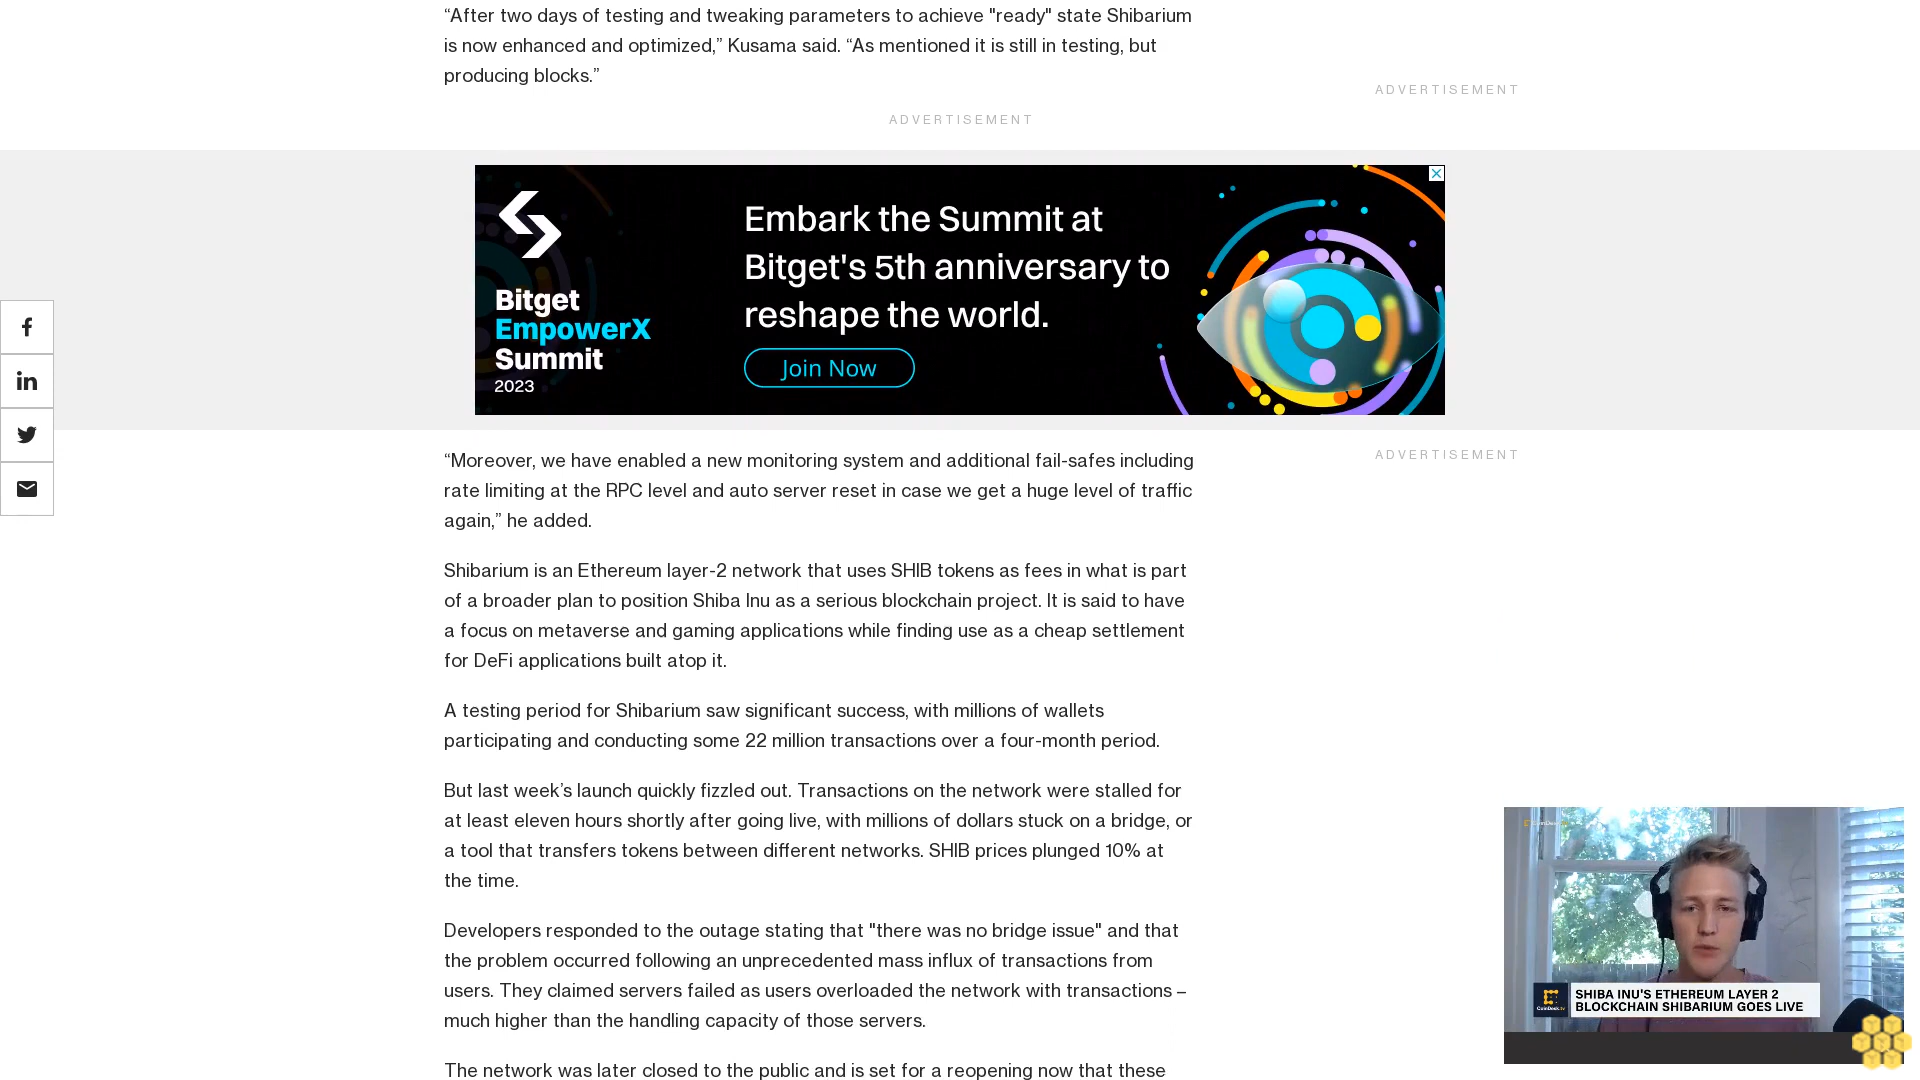 “After two days of testing and tweaking parameters to achieve "ready" state Shibarium
is now enhanced and optimized,” Kusama said. “As mentioned it is still in testing, but
producing blocks.”
ADVERTISEMENT
ADVERTISEMENT
Bitget
EmpowerX
Summit
2023
Embark the Summit at
Bitget's 5th anniversary to
reshape the world.
Join Now
“Moreover, we have enabled a new monitoring system and additional fail-safes including
rate limiting at the RPC level and auto server reset in case we get a huge level of traffic
again,” he added.
ADVERTISEMENT
Shibarium is an Ethereum layer-2 network that uses SHIB tokens as fees in what is part
of a broader plan to position Shiba Inu as a serious blockchain project. It is said to have
a focus on metaverse and gaming applications while finding use as a cheap settlement
for DeFi applications built atop it.
A testing period for Shibarium saw significant success, with millions of wallets
participating and conducting some 22 million transactions over a four-month period.
But last week’s launch quickly fizzled out. Transactions on the network were stalled for
at least eleven hours shortly after going live, with millions of dollars stuck on a bridge, or
a tool that transfers tokens between different networks. SHIB prices plunged 10% at
the time.
Developers responded to the outage stating that "there was no bridge issue" and that
the problem occurred following an unprecedented mass influx of transactions from
users. They claimed servers failed as users overloaded the network with transactions –
much higher than the handling capacity of those servers.
The network was later closed to the public and is set for a reopening now that these
CoinDesk.tv
SHIBA INU'S ETHEREUM LAYER 2
BLOCKCHAIN SHIBARIUM GOES LIVE